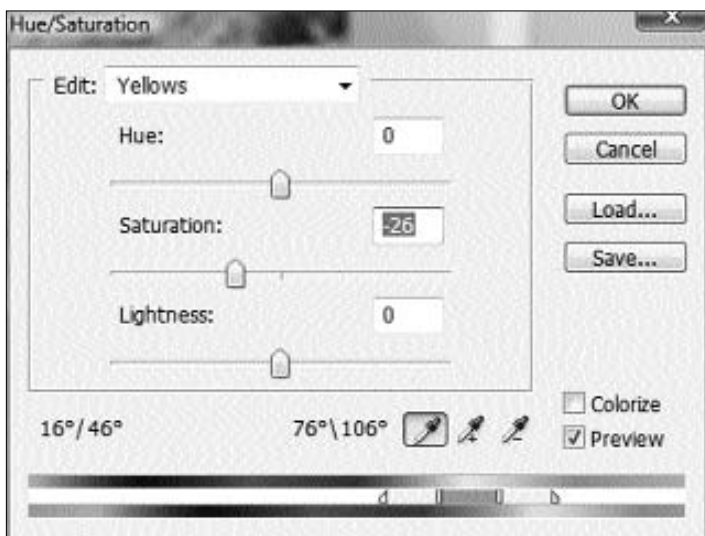 Hue/Saturation
Edit: Yellows
Hue: 0
Saturation: -26
Lightness: 0
OK
Cancel
Load...
Save...
Colorize
Preview
16°/46° 76°\106°